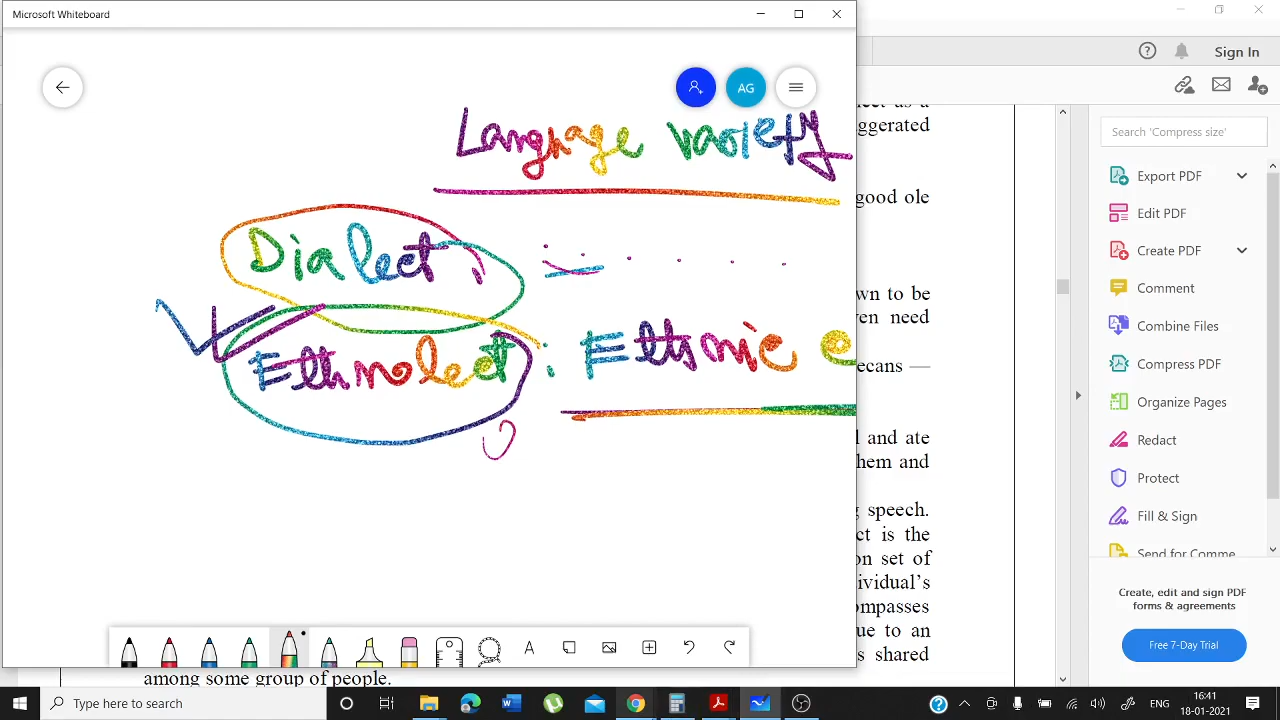 Microsoft Whiteboard
Sign In
AG
Language variety
ggerated
good ole
Search 'Compress size'
Export PDF
Edit PDF
Create PDF
Comment
Combine Files
Compress PDF
Organize Pages
Redact
Protect
Fill & Sign
Send for Comme
Dialect :
wn to be
ven need
Ethnolect : Ethnic e
ecans —
l and ate
hem and
g speech.
ct is the
on set of
ividual's
mpasses
ue to an
s shared
among some group of people.
Create, edit and sign PDF
forms & agreements
Free 7-Day Trial
Type here to search
ENG
16:41
18-01-2021